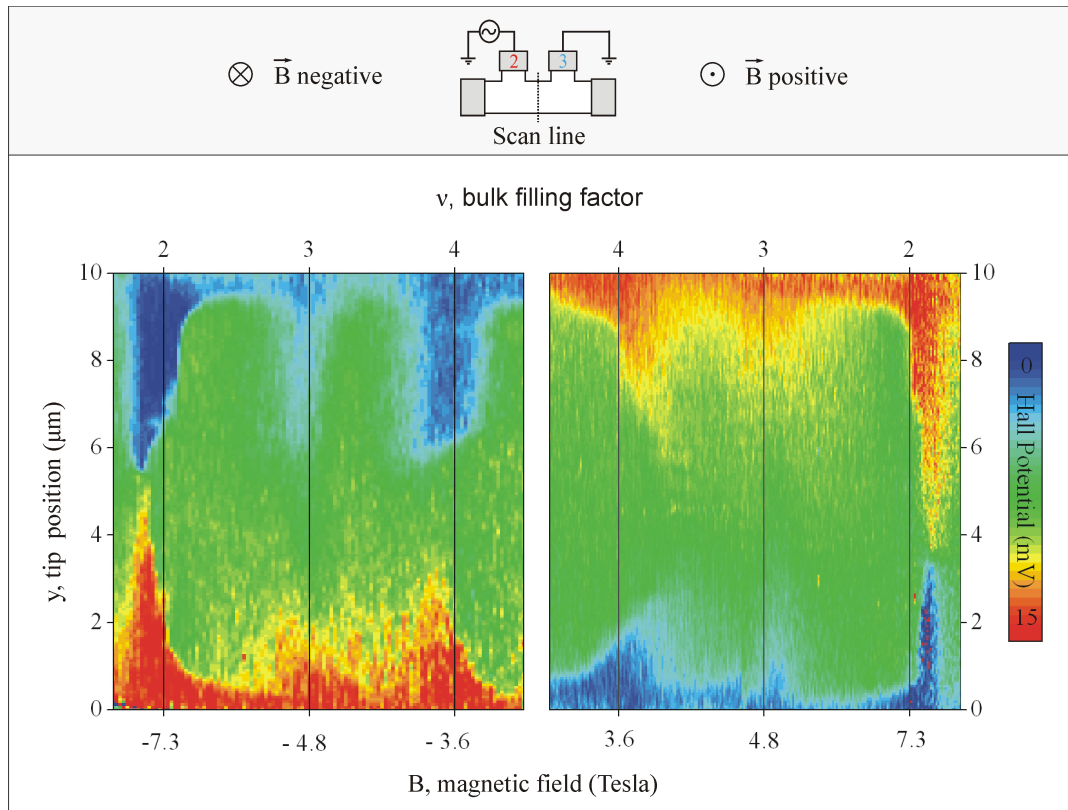 2 3
B negative
B positive
Scan line
ν, bulk filling factor
2 3 4 4 3 2
10 10
8 8
6 6
4 4
2 2
0 0
y, tip position (µm)
0 Hall Potential (mV) 15
-7.3 - 4.8 - 3.6 3.6 4.8 7.3
B, magnetic field (Tesla)